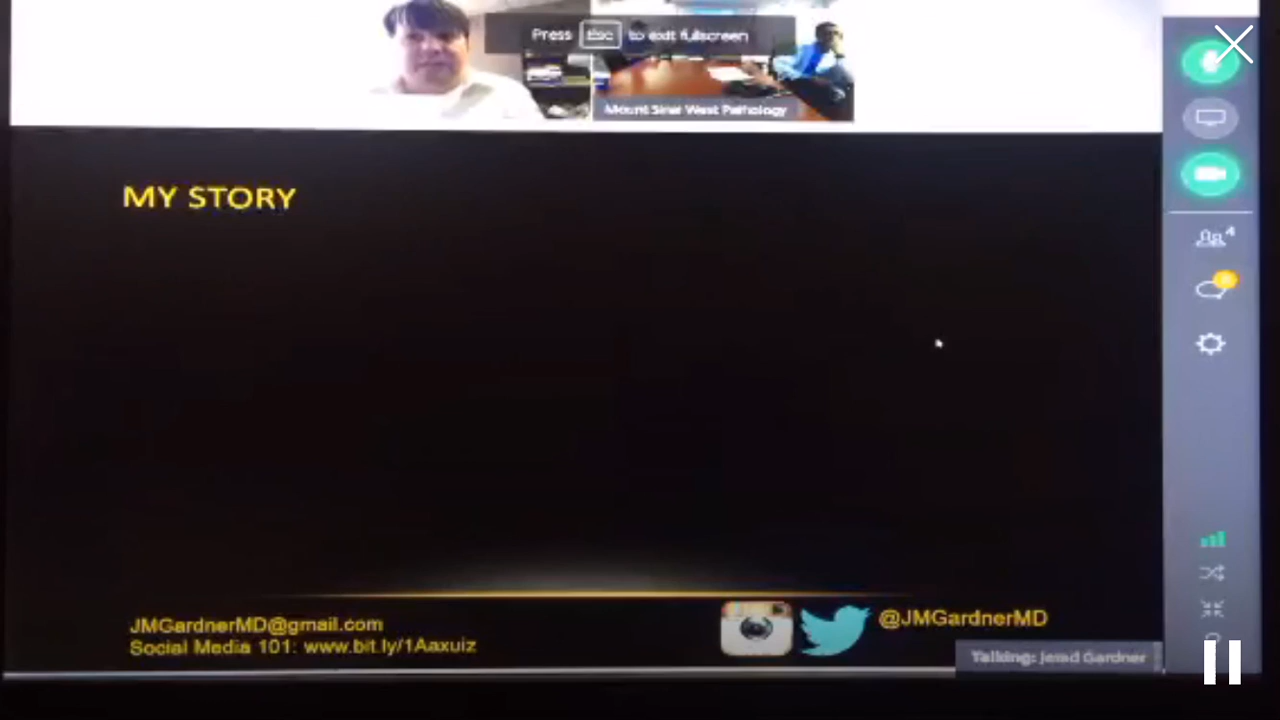 Press Esc to exit fullscreen
Mount Sinai West Pathology
MY STORY
4
JMGardnerMD@gmail.com
Social Media 101: www.bit.ly/1Aaxuiz
@JMGardnerMD
Talking: Jerad Gardner